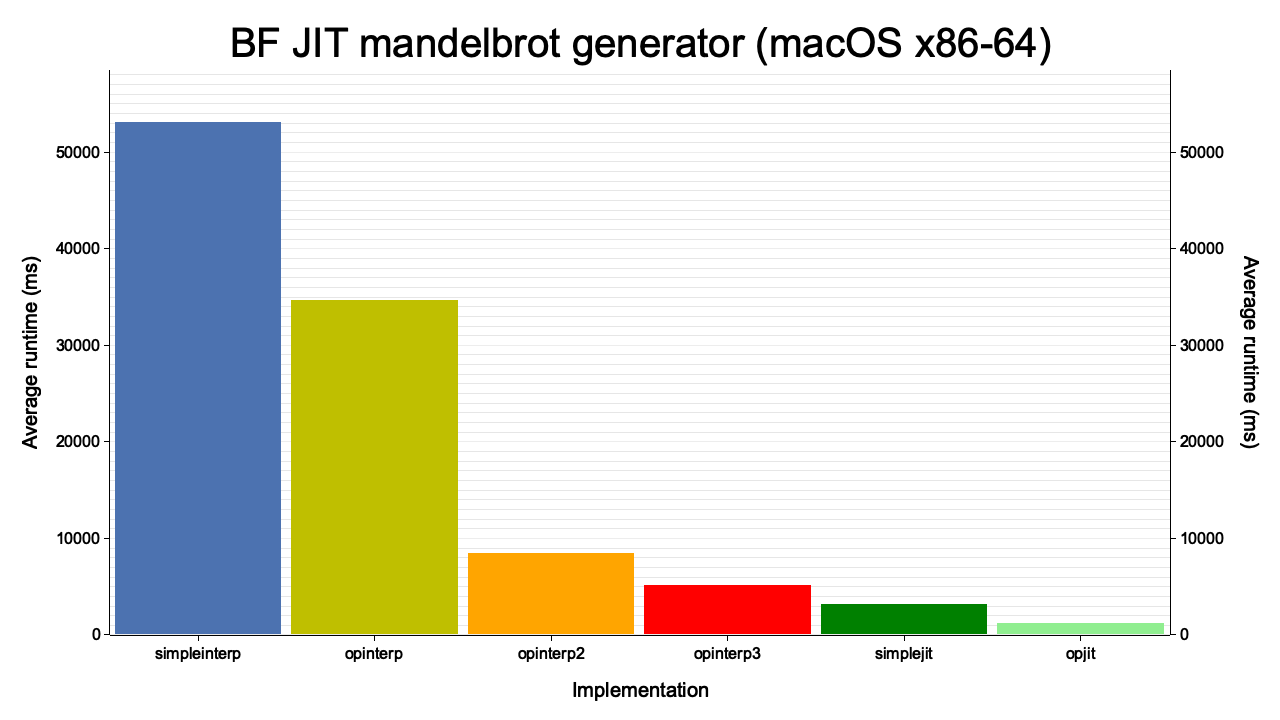 BF JIT mandelbrot generator (macOS x86-64)
Average runtime (ms)
50000
40000
30000
20000
10000
0
50000
40000
30000
20000
10000
0
Average runtime (ms)
simpleinterp opinterp opinterp2 opinterp3 simplejit opjit
Implementation